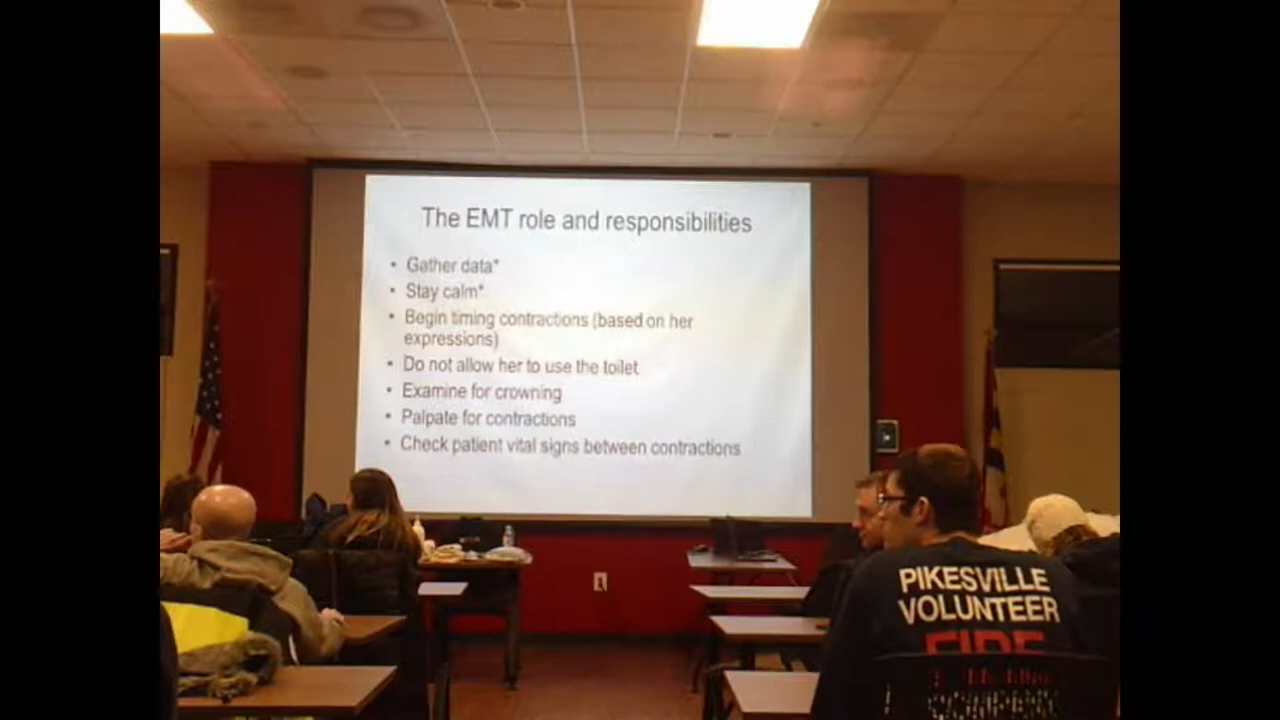 The EMT role and responsibilities
• Gather data*
• Stay calm*
• Begin timing contractions (based on her
expressions)
• Do not allow her to use the toilet
• Examine for crowning
• Palpate for contractions
• Check patient vital signs between contractions
PIKESVILLE
VOLUNTEER
FIRE